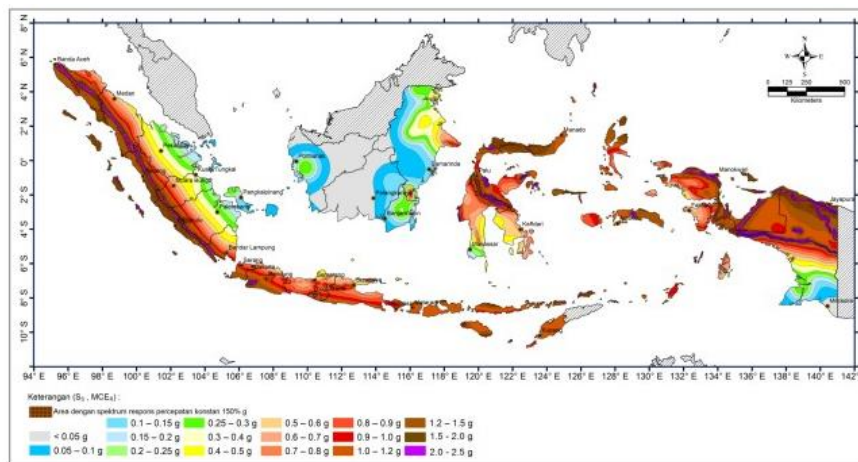 8° N
6° N
4° N
2° N
0°
2° S
4° S
6° S
8° S
10° S
Banda Aceh
Medan
Pontianak
Samarinda
Manado
Palu
Manokwari
Jayapura
Pangkalpinang
Kendari
Makassar
Bandar Lampung
Serang
N
W
E
S
0 125 250 500
Kilometers
94° E 96° E 98° E 100° E 102° E 104° E 106° E 108° E 110° E 112° E 114° E 116° E 118° E 120° E 122° E 124° E 126° E 128° E 130° E 132° E 134° E 136° E 138° E 140° E 142° E
Keterangan (Ss , MCER) :
Area dengan spektrum respons percepatan konstan 150% g
< 0.05 g
0.05 – 0.1 g
0.1 – 0.15 g
0.15 – 0.2 g
0.2 – 0.25 g
0.25 – 0.3 g
0.3 – 0.4 g
0.4 – 0.5 g
0.5 – 0.6 g
0.6 – 0.7 g
0.7 – 0.8 g
0.8 – 0.9 g
0.9 – 1.0 g
1.0 – 1.2 g
1.2 – 1.5 g
1.5 – 2.0 g
2.0 – 2.5 g